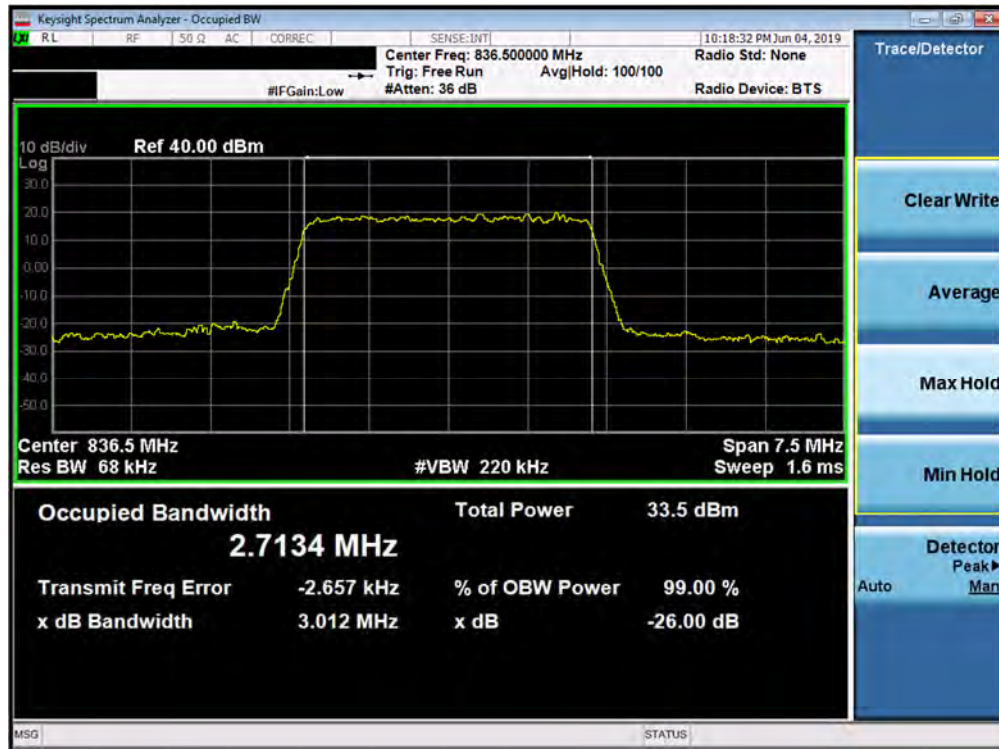 Keysight Spectrum Analyzer - Occupied BW
LXI RL RF 50 Ω AC CORREC SENSE:INT 10:18:32 PM Jun 04, 2019
Center Freq: 836.500000 MHz Radio Std: None
Trig: Free Run Avg|Hold: 100/100
#IFGain:Low #Atten: 36 dB Radio Device: BTS
Trace/Detector
10 dB/div Ref 40.00 dBm
Log
30.0
20.0
10.0
0.00
-10.0
-20.0
-30.0
-40.0
-50.0
Center 836.5 MHz Span 7.5 MHz
Res BW 68 kHz #VBW 220 kHz Sweep 1.6 ms
Occupied Bandwidth Total Power 33.5 dBm
2.7134 MHz
Transmit Freq Error -2.657 kHz % of OBW Power 99.00 %
x dB Bandwidth 3.012 MHz x dB -26.00 dB
Clear Write
Average
Max Hold
Min Hold
Detector
Peak▶
Auto Man
MSG STATUS